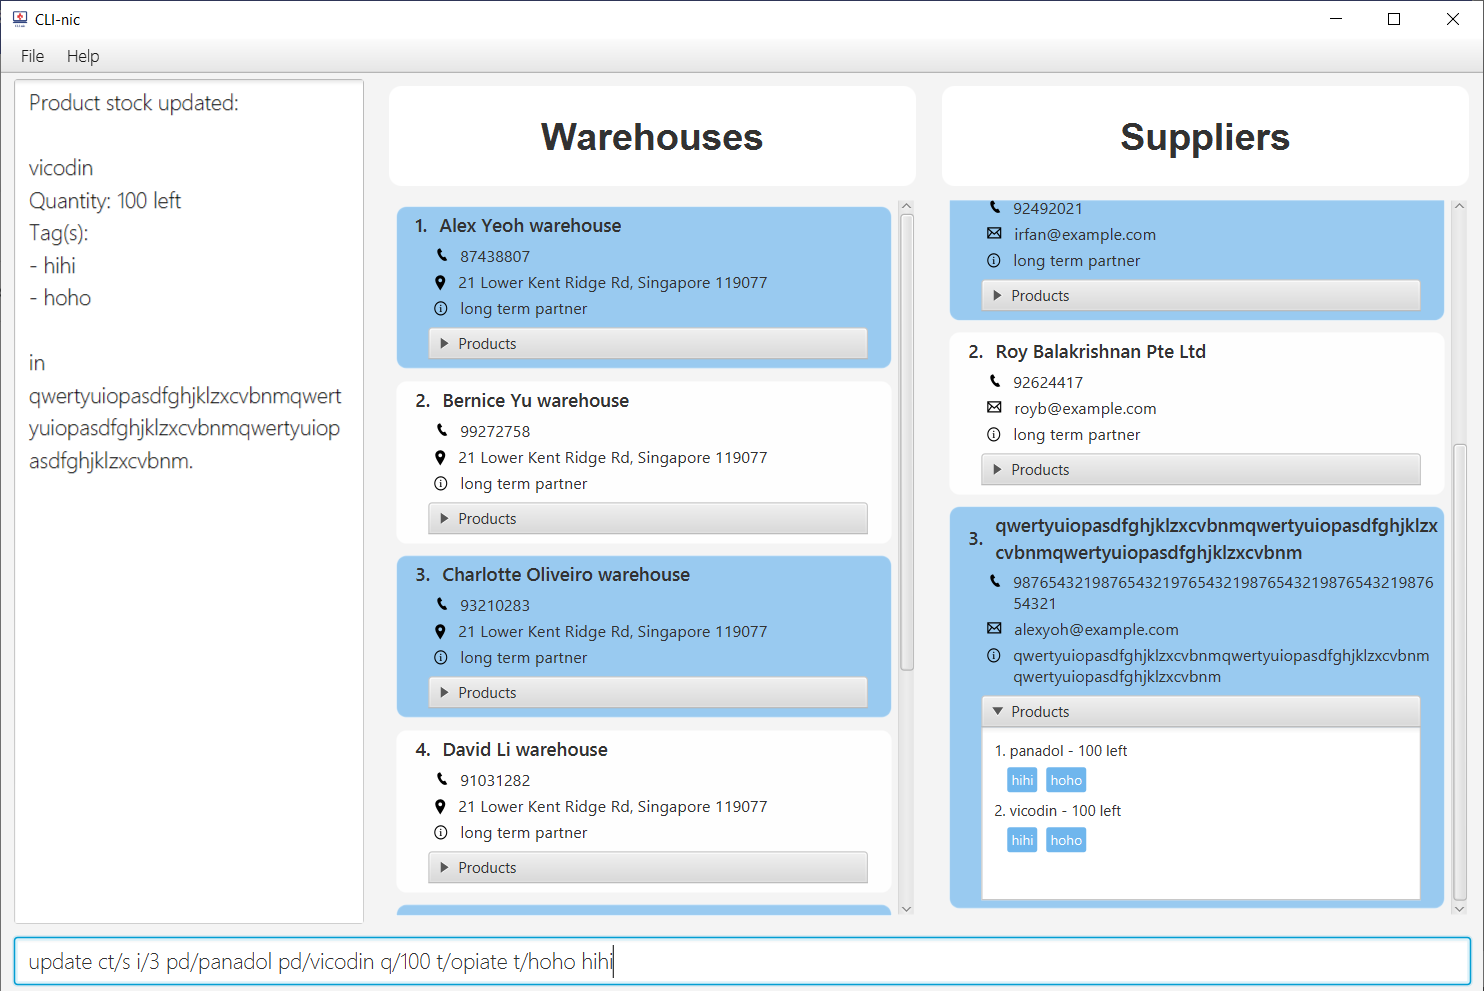 CLI-nic
File Help
Product stock updated:
vicodin
Quantity: 100 left
Tag(s):
- hihi
- hoho
in
qwertyuiopasdfghjklzxcvbnmqwert
yuiopasdfghjklzxcvbnmqwertyuiop
asdfghjklzxcvbnm.
Warehouses
1. Alex Yeoh warehouse
87438807
21 Lower Kent Ridge Rd, Singapore 119077
long term partner
Products
2. Bernice Yu warehouse
99272758
21 Lower Kent Ridge Rd, Singapore 119077
long term partner
Products
3. Charlotte Oliveiro warehouse
93210283
21 Lower Kent Ridge Rd, Singapore 119077
long term partner
Products
4. David Li warehouse
91031282
21 Lower Kent Ridge Rd, Singapore 119077
long term partner
Products
Suppliers
92492021
irfan@example.com
long term partner
Products
2. Roy Balakrishnan Pte Ltd
92624417
royb@example.com
long term partner
Products
3. qwertyuiopasdfghjklzxcvbnmqwertyuiopasdfghjklzx
cvbnmqwertyuiopasdfghjklzxcvbnm
987654321987654321976543219876543219876543219876
54321
alexyoh@example.com
qwertyuiopasdfghjklzxcvbnmqwertyuiopasdfghjklzxcvbnm
qwertyuiopasdfghjklzxcvbnm
Products
1. panadol - 100 left
hihi hoho
2. vicodin - 100 left
hihi hoho
update ct/s i/3 pd/panadol pd/vicodin q/100 t/opiate t/hoho hihi